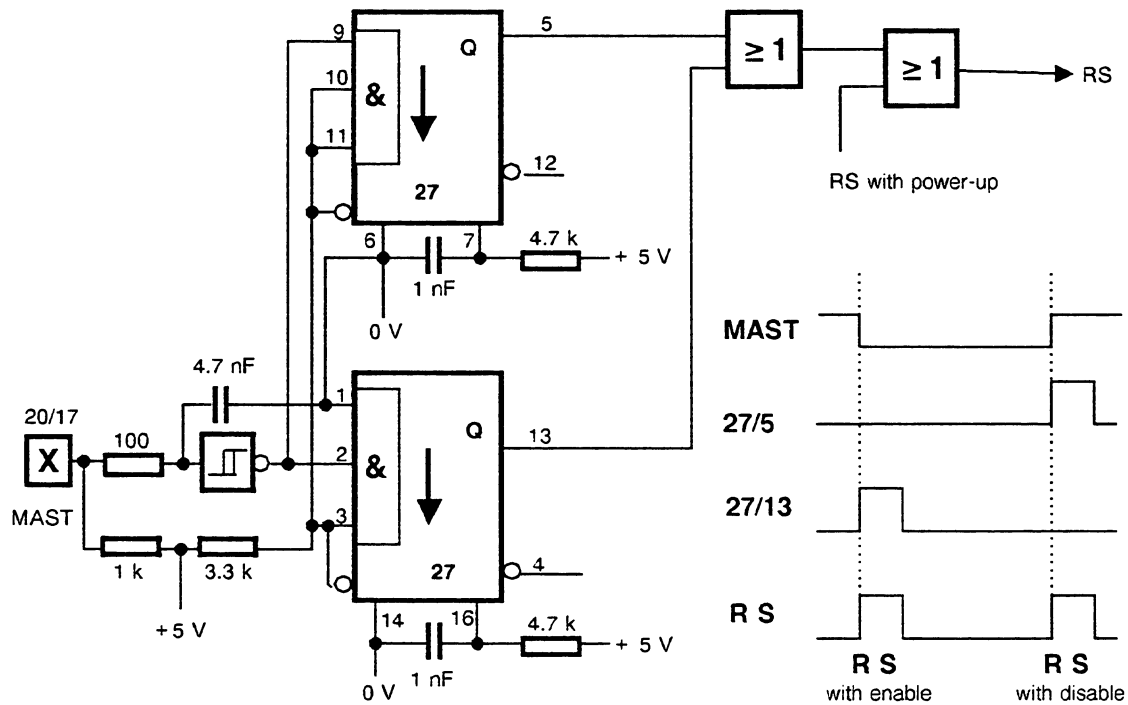 9
Q
5
≥ 1
≥ 1
RS
10
&
11
12
27
RS with power-up
6
7
4.7 k
+ 5 V
1 nF
0 V
MAST
4.7 nF
20/17
1
Q
13
27/5
100
X
2
&
MAST
3
27/13
1 k
3.3 k
27
4
+5 V
14
16
4.7 k
+ 5 V
R S
0 V
1 nF
R S
with enable
R S
with disable